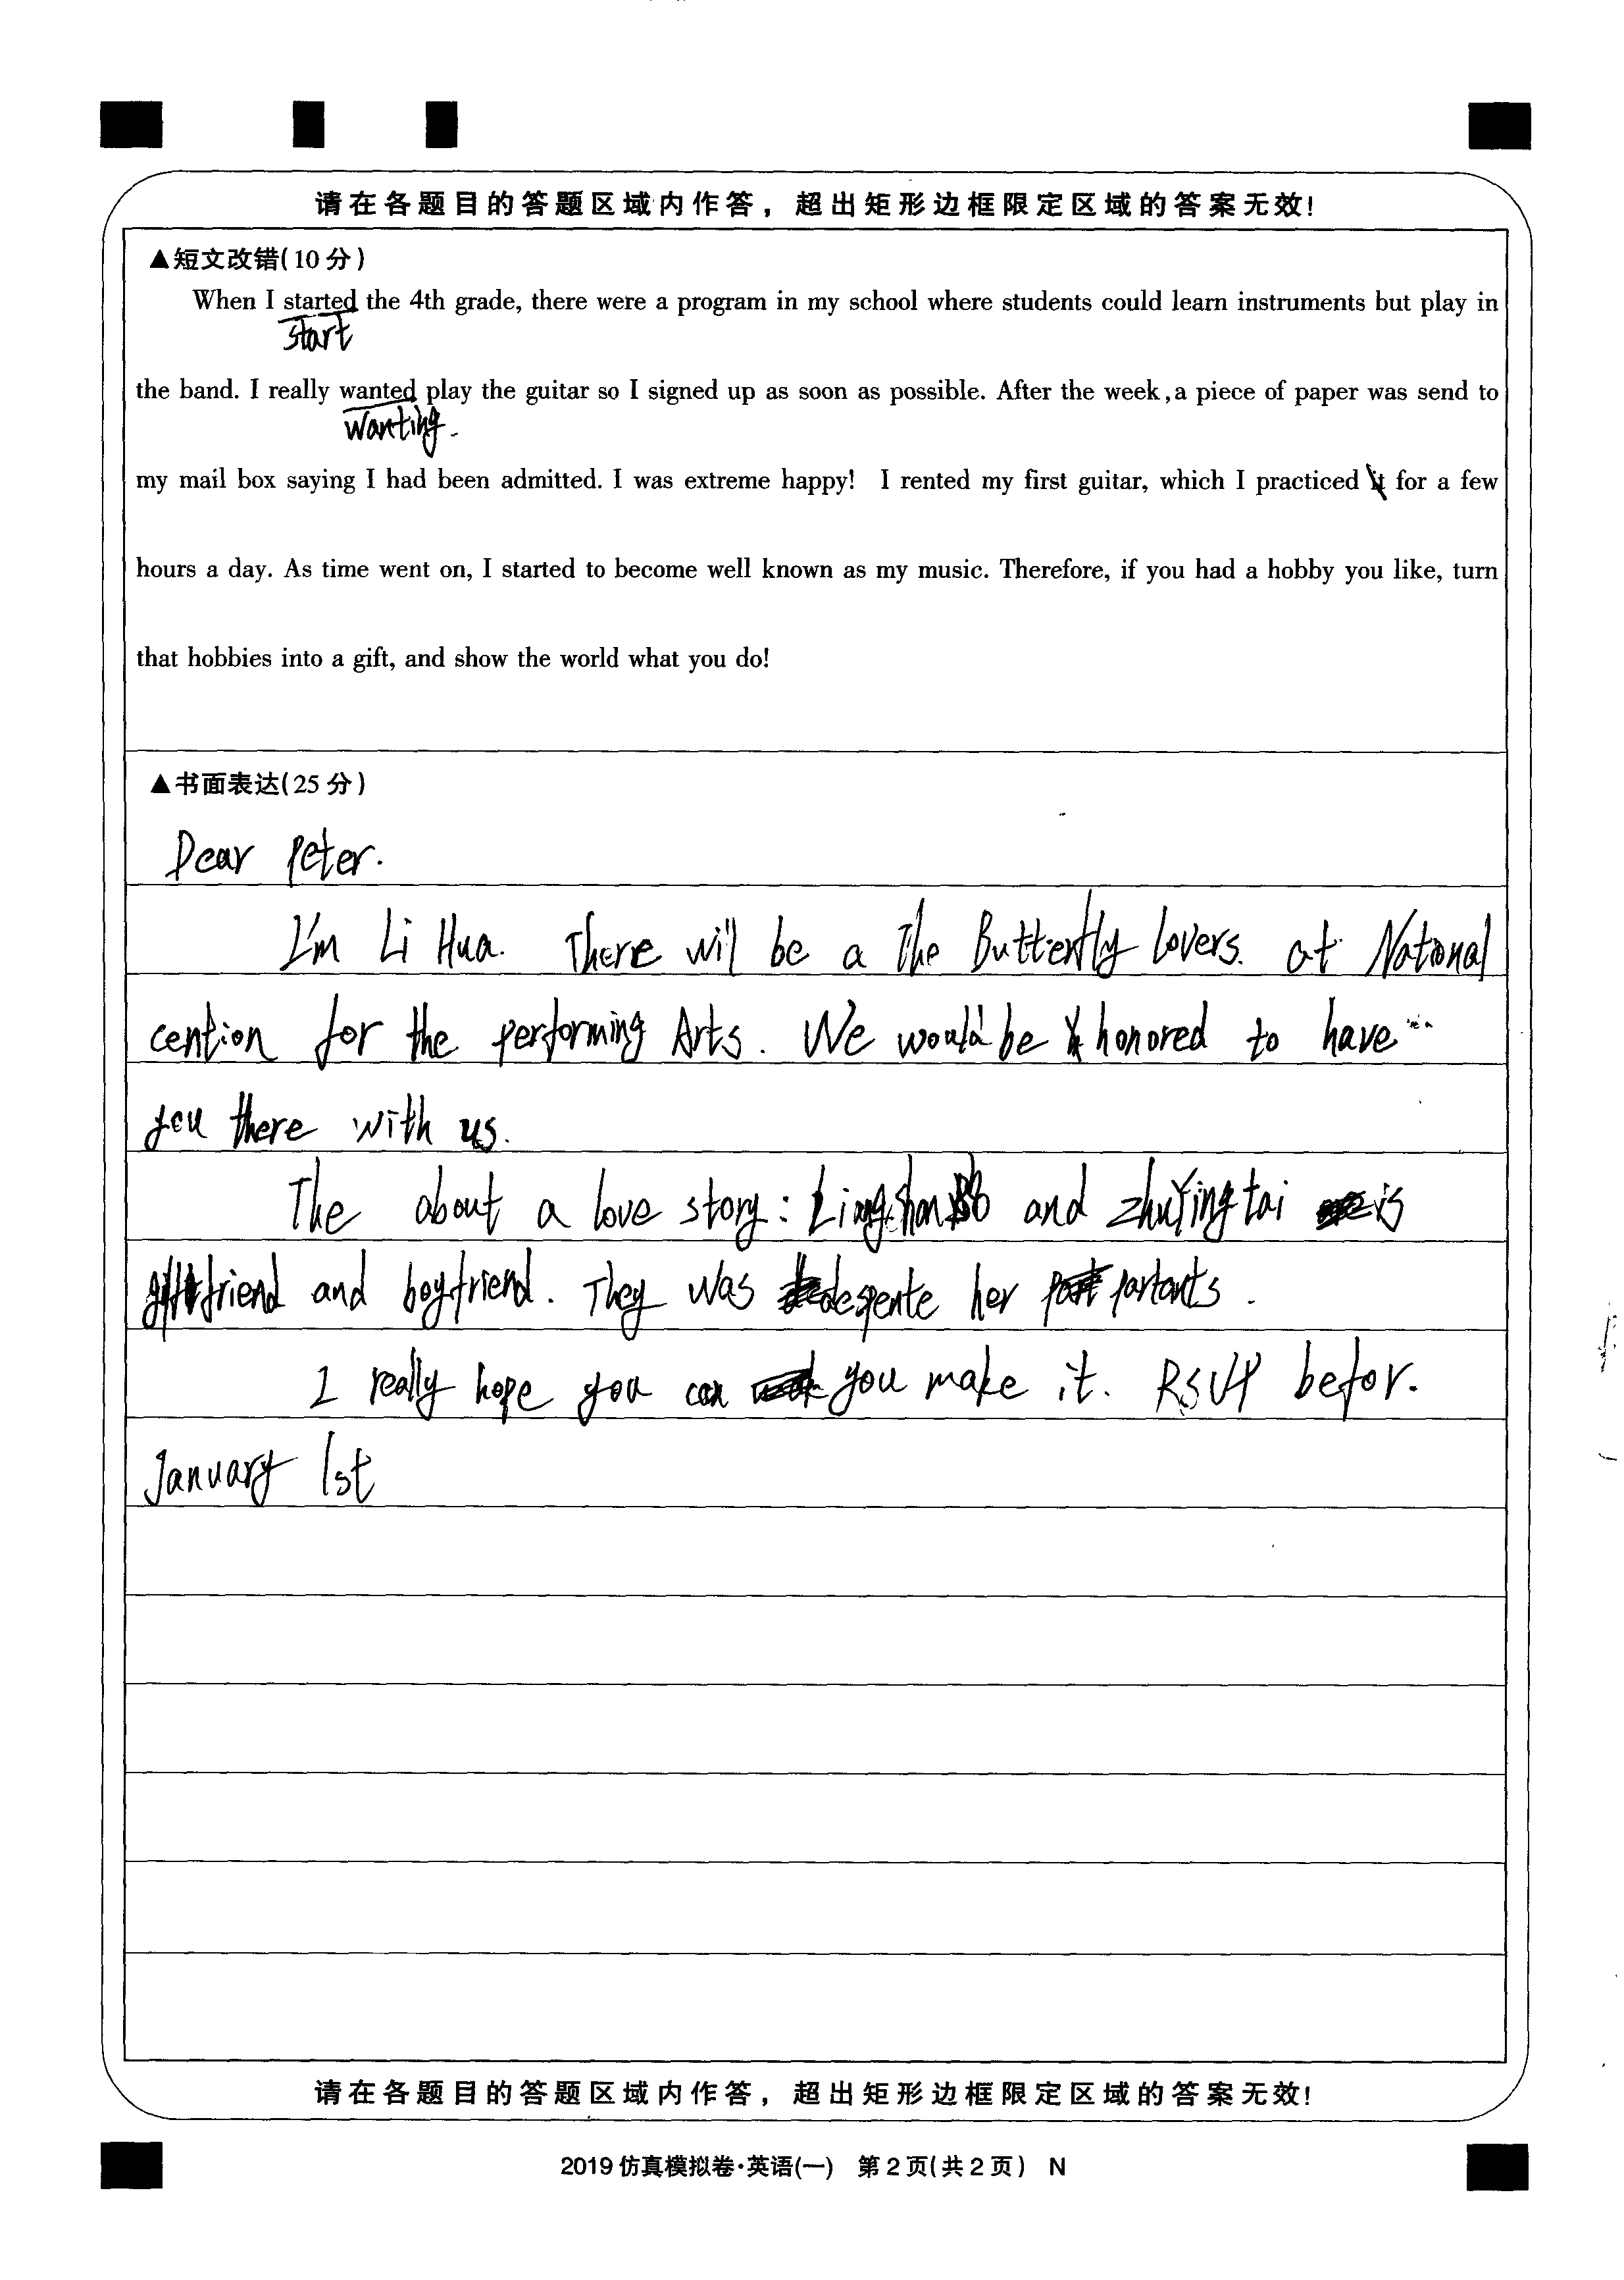 请在各题目的答题区域内作答，超出矩形边框限定区域的答案无效！
▲短文改错(10分)
When I started the 4th grade, there were a program in my school where students could learn instruments but play in
start
the band. I really wanted play the guitar so I signed up as soon as possible. After the week, a piece of paper was send to
Wanting.
my mail box saying I had been admitted. I was extreme happy! I rented my first guitar, which I practiced it for a few
hours a day. As time went on, I started to become well known as my music. Therefore, if you had a hobby you like, turn
that hobbies into a gift, and show the world what you do!
▲书面表达(25分)
Dear Peter.
I'm Li Hua. There will be a The Butterfly lovers. at National
cention for the performing Arts. We would be honored to have
you there with us.
The about a love story: and zhuYingtai is
friend and boyfriend. They was her partants.
I really hope you can you make it. RSVP befor.
January 1st
请在各题目的答题区域内作答，超出矩形边框限定区域的答案无效！
2019仿真模拟卷·英语(一) 第2页(共2页) N